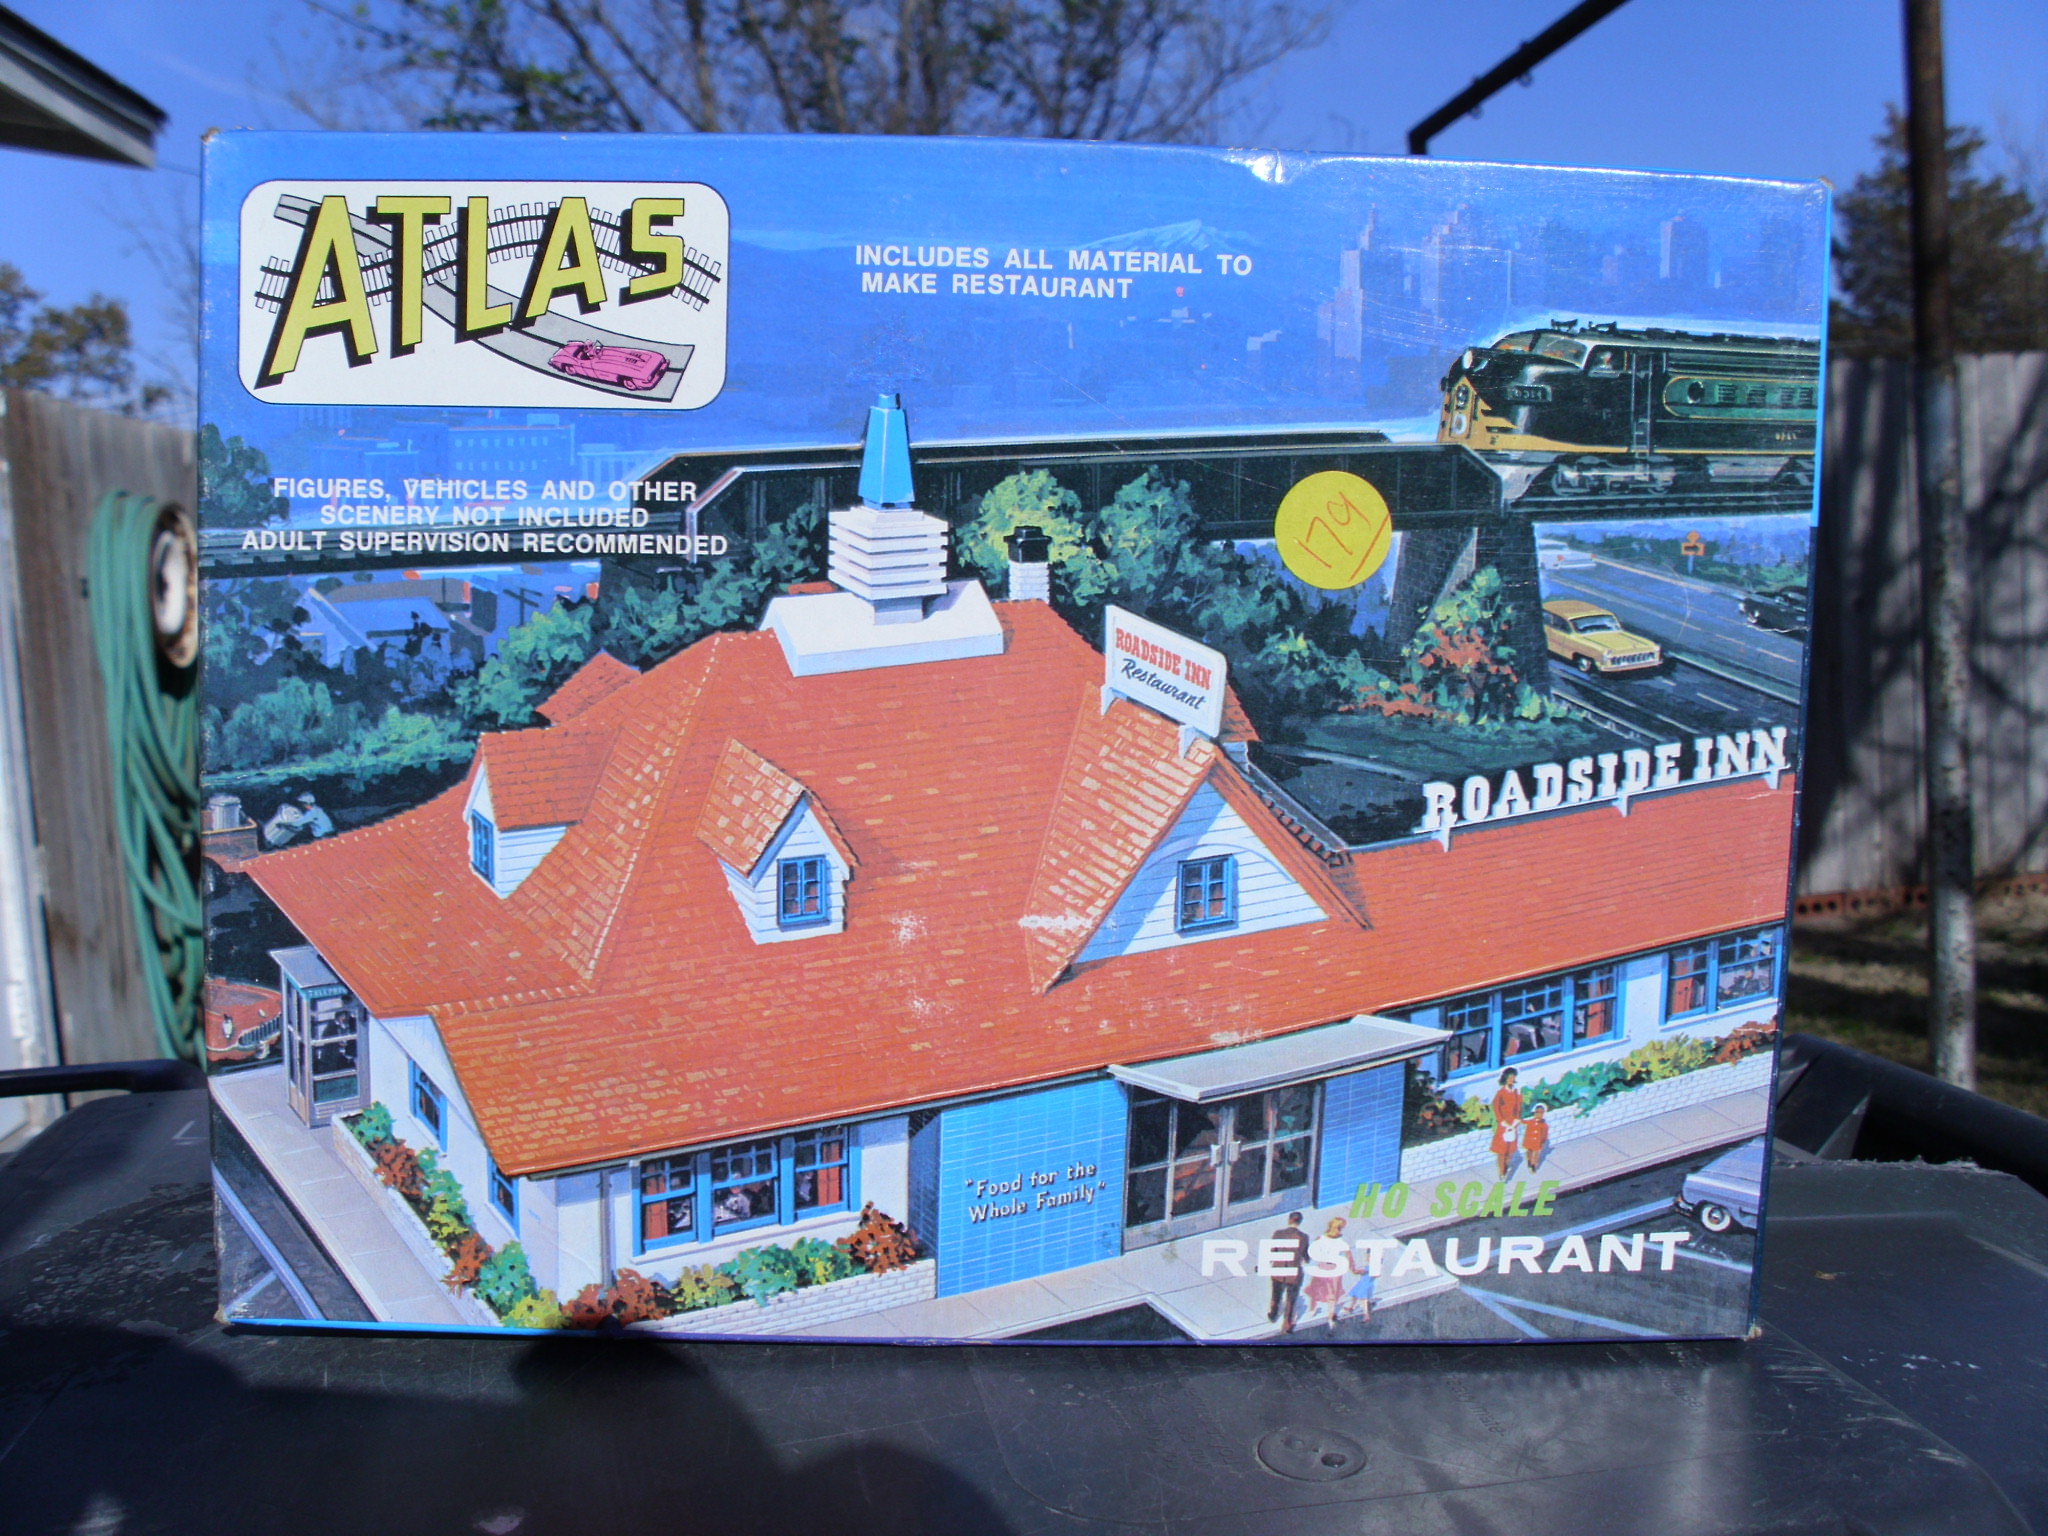 ATLAS
INCLUDES ALL MATERIAL TO
MAKE RESTAURANT
FIGURES, VEHICLES AND OTHER
SCENERY NOT INCLUDED
ADULT SUPERVISION RECOMMENDED
179
ROADSIDE INN
Restaurant
ROADSIDE INN
"Food for the
Whole Family"
HO SCALE
RESTAURANT